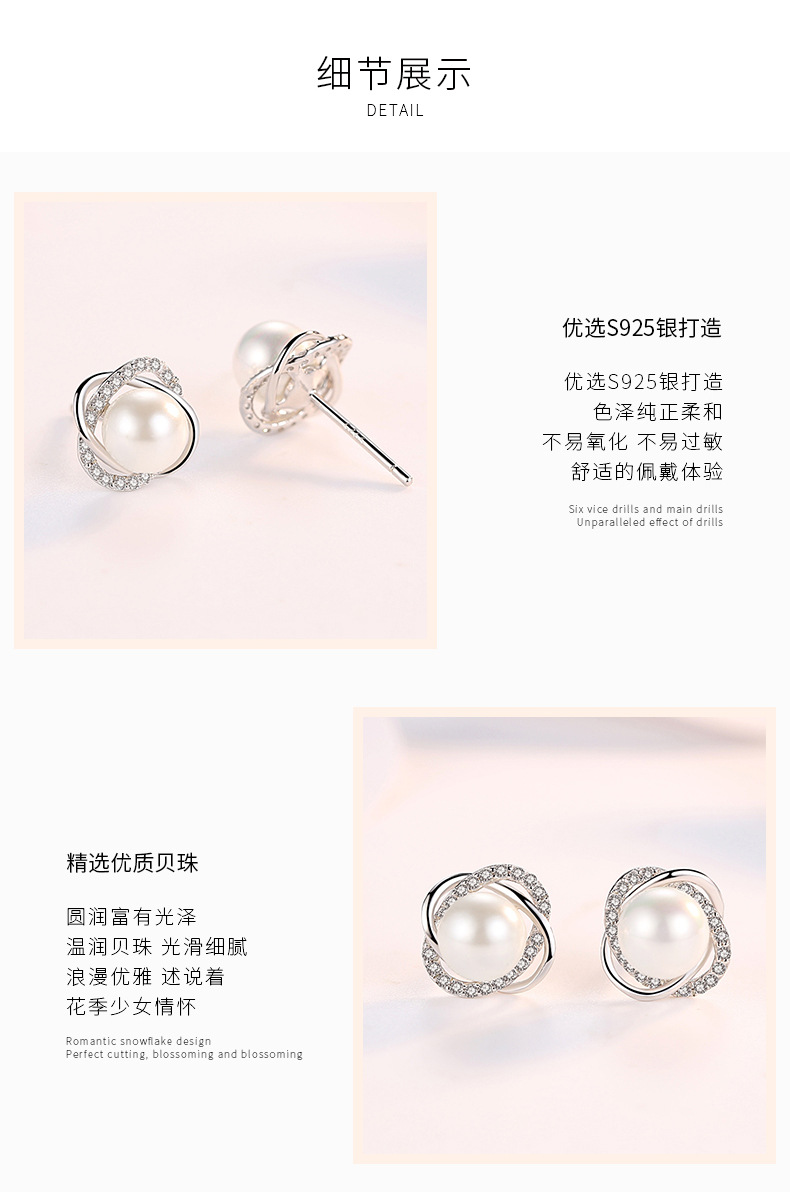 细节展示
DETAIL
优选S925银打造
优选S925银打造
色泽纯正柔和
不易氧化 不易过敏
舒适的佩戴体验
Six vice drills and main drills
Unparalleled effect of drills
精选优质贝珠
圆润富有光泽
温润贝珠 光滑细腻
浪漫优雅 述说着
花季少女情怀
Romantic snowflake design
Perfect cutting, blossoming and blossoming